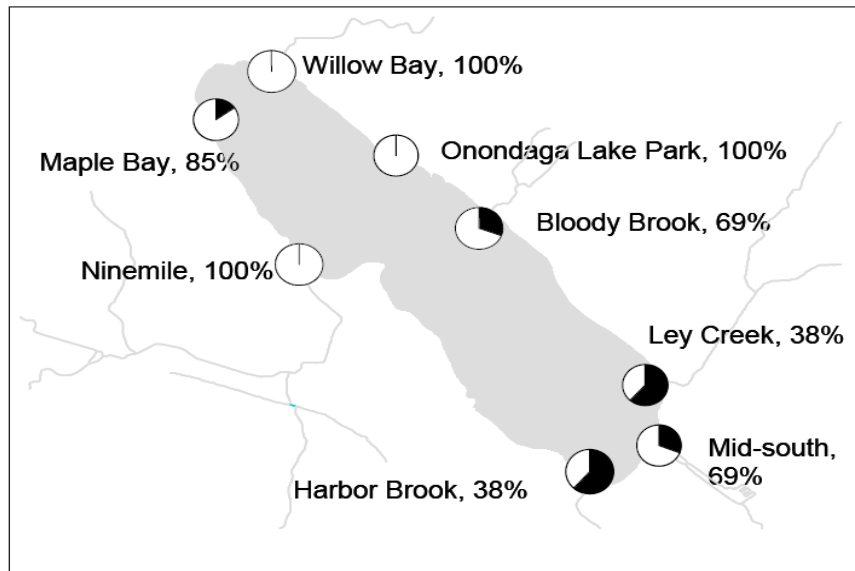 Willow Bay, 100%
Maple Bay, 85%
Onondaga Lake Park, 100%
Bloody Brook, 69%
Ninemile, 100%
Ley Creek, 38%
Mid-south,
69%
Harbor Brook, 38%